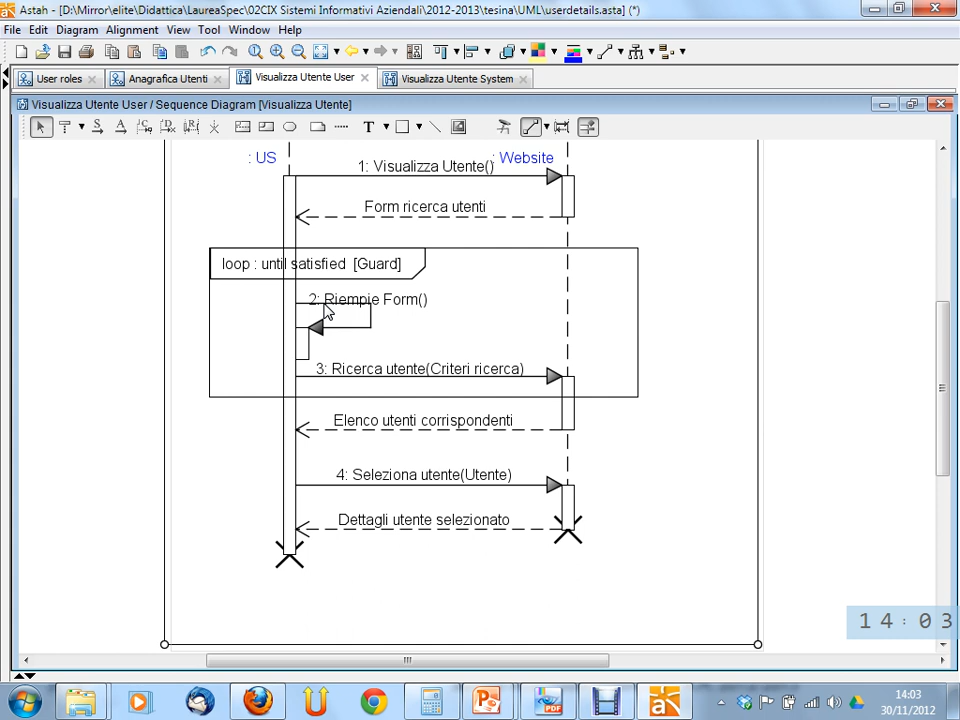 Astah - [D:\Mirror\elite\Didattica\LaureaSpec\02CIX Sistemi Informativi Aziendali\2012-2013\tesina\UML\userdetails.asta] (*)
File Edit Diagram Alignment View Tool Window Help
User roles Anagrafica Utenti Visualizza Utente User Visualizza Utente System
Visualizza Utente User / Sequence Diagram [Visualizza Utente]
: US : Website
1: Visualizza Utente()
Form ricerca utenti
loop : until satisfied [Guard]
2: Riempie Form()
3: Ricerca utente(Criteri ricerca)
Elenco utenti corrispondenti
4: Seleziona utente(Utente)
Dettagli utente selezionato
14:03
14:03
30/11/2012